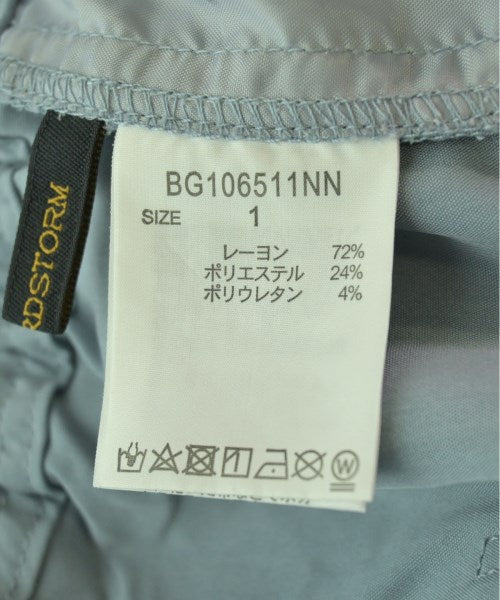 RDSTORM
BG106511NN
SIZE 1
レーヨン 72%
ポリエステル 24%
ポリウレタン 4%
W